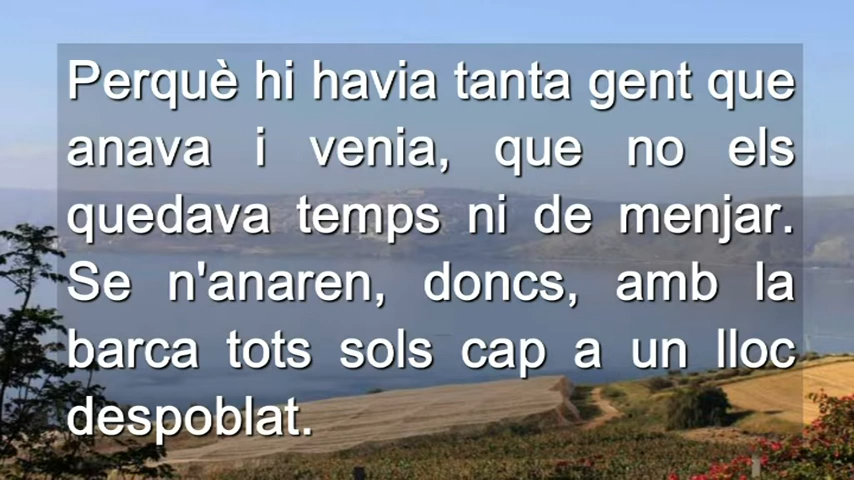 Perquè hi havia tanta gent que
anava i venia, que no els
quedava temps ni de menjar.
Se n'anaren, doncs, amb la
barca tots sols cap a un lloc
despoblat.